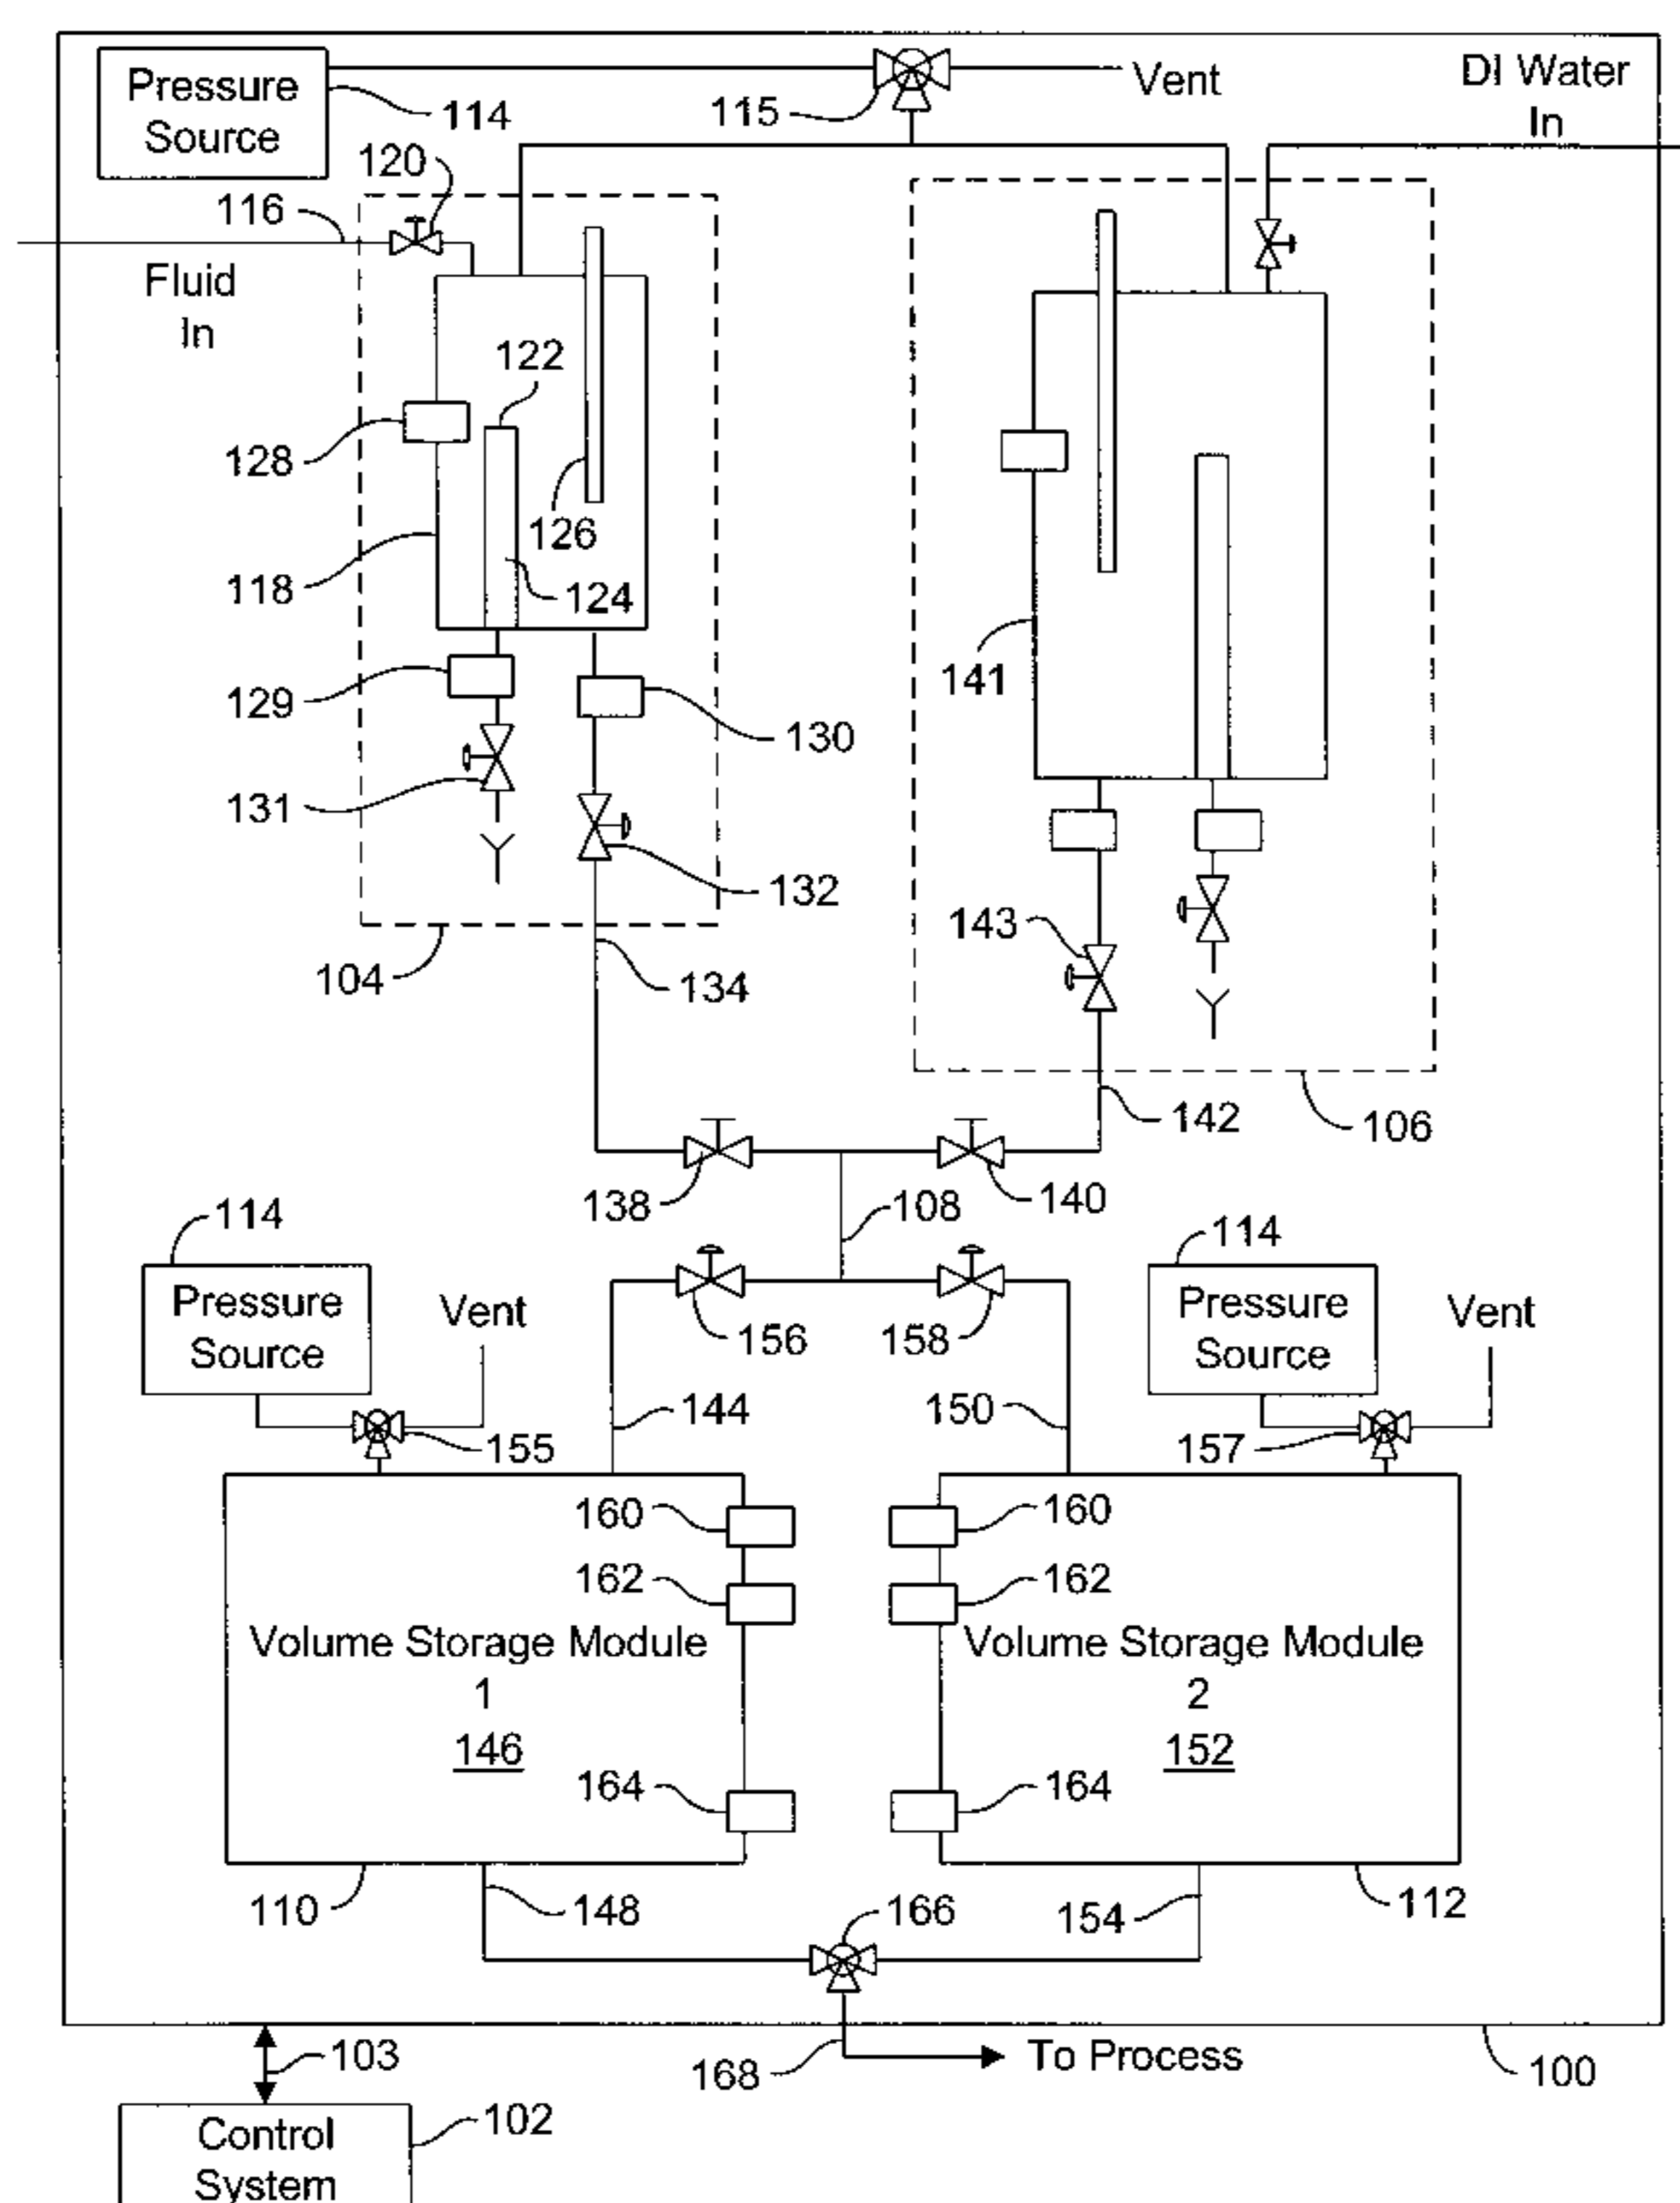 Pressure
Source
114
115
Vent
DI Water
In
120
116
Fluid
In
122
128
126
118
124
141
129
130
131
132
143
104
134
142
106
138
108
140
114
Pressure
Source
Vent
156
158
114
Pressure
Source
Vent
144
150
155
157
160
160
162
162
Volume Storage Module
1
146
Volume Storage Module
2
152
164
164
110
148
166
154
112
103
168
To Process
100
Control
System
102